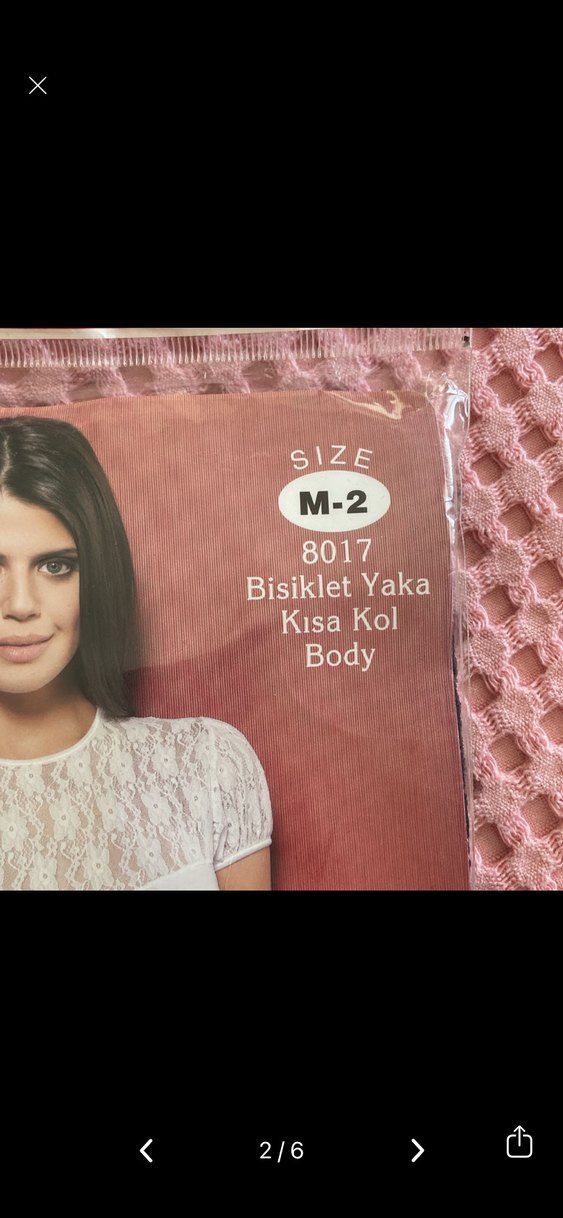 SIZE
M-2
8017
Bisiklet Yaka
Kısa Kol
Body
2/6